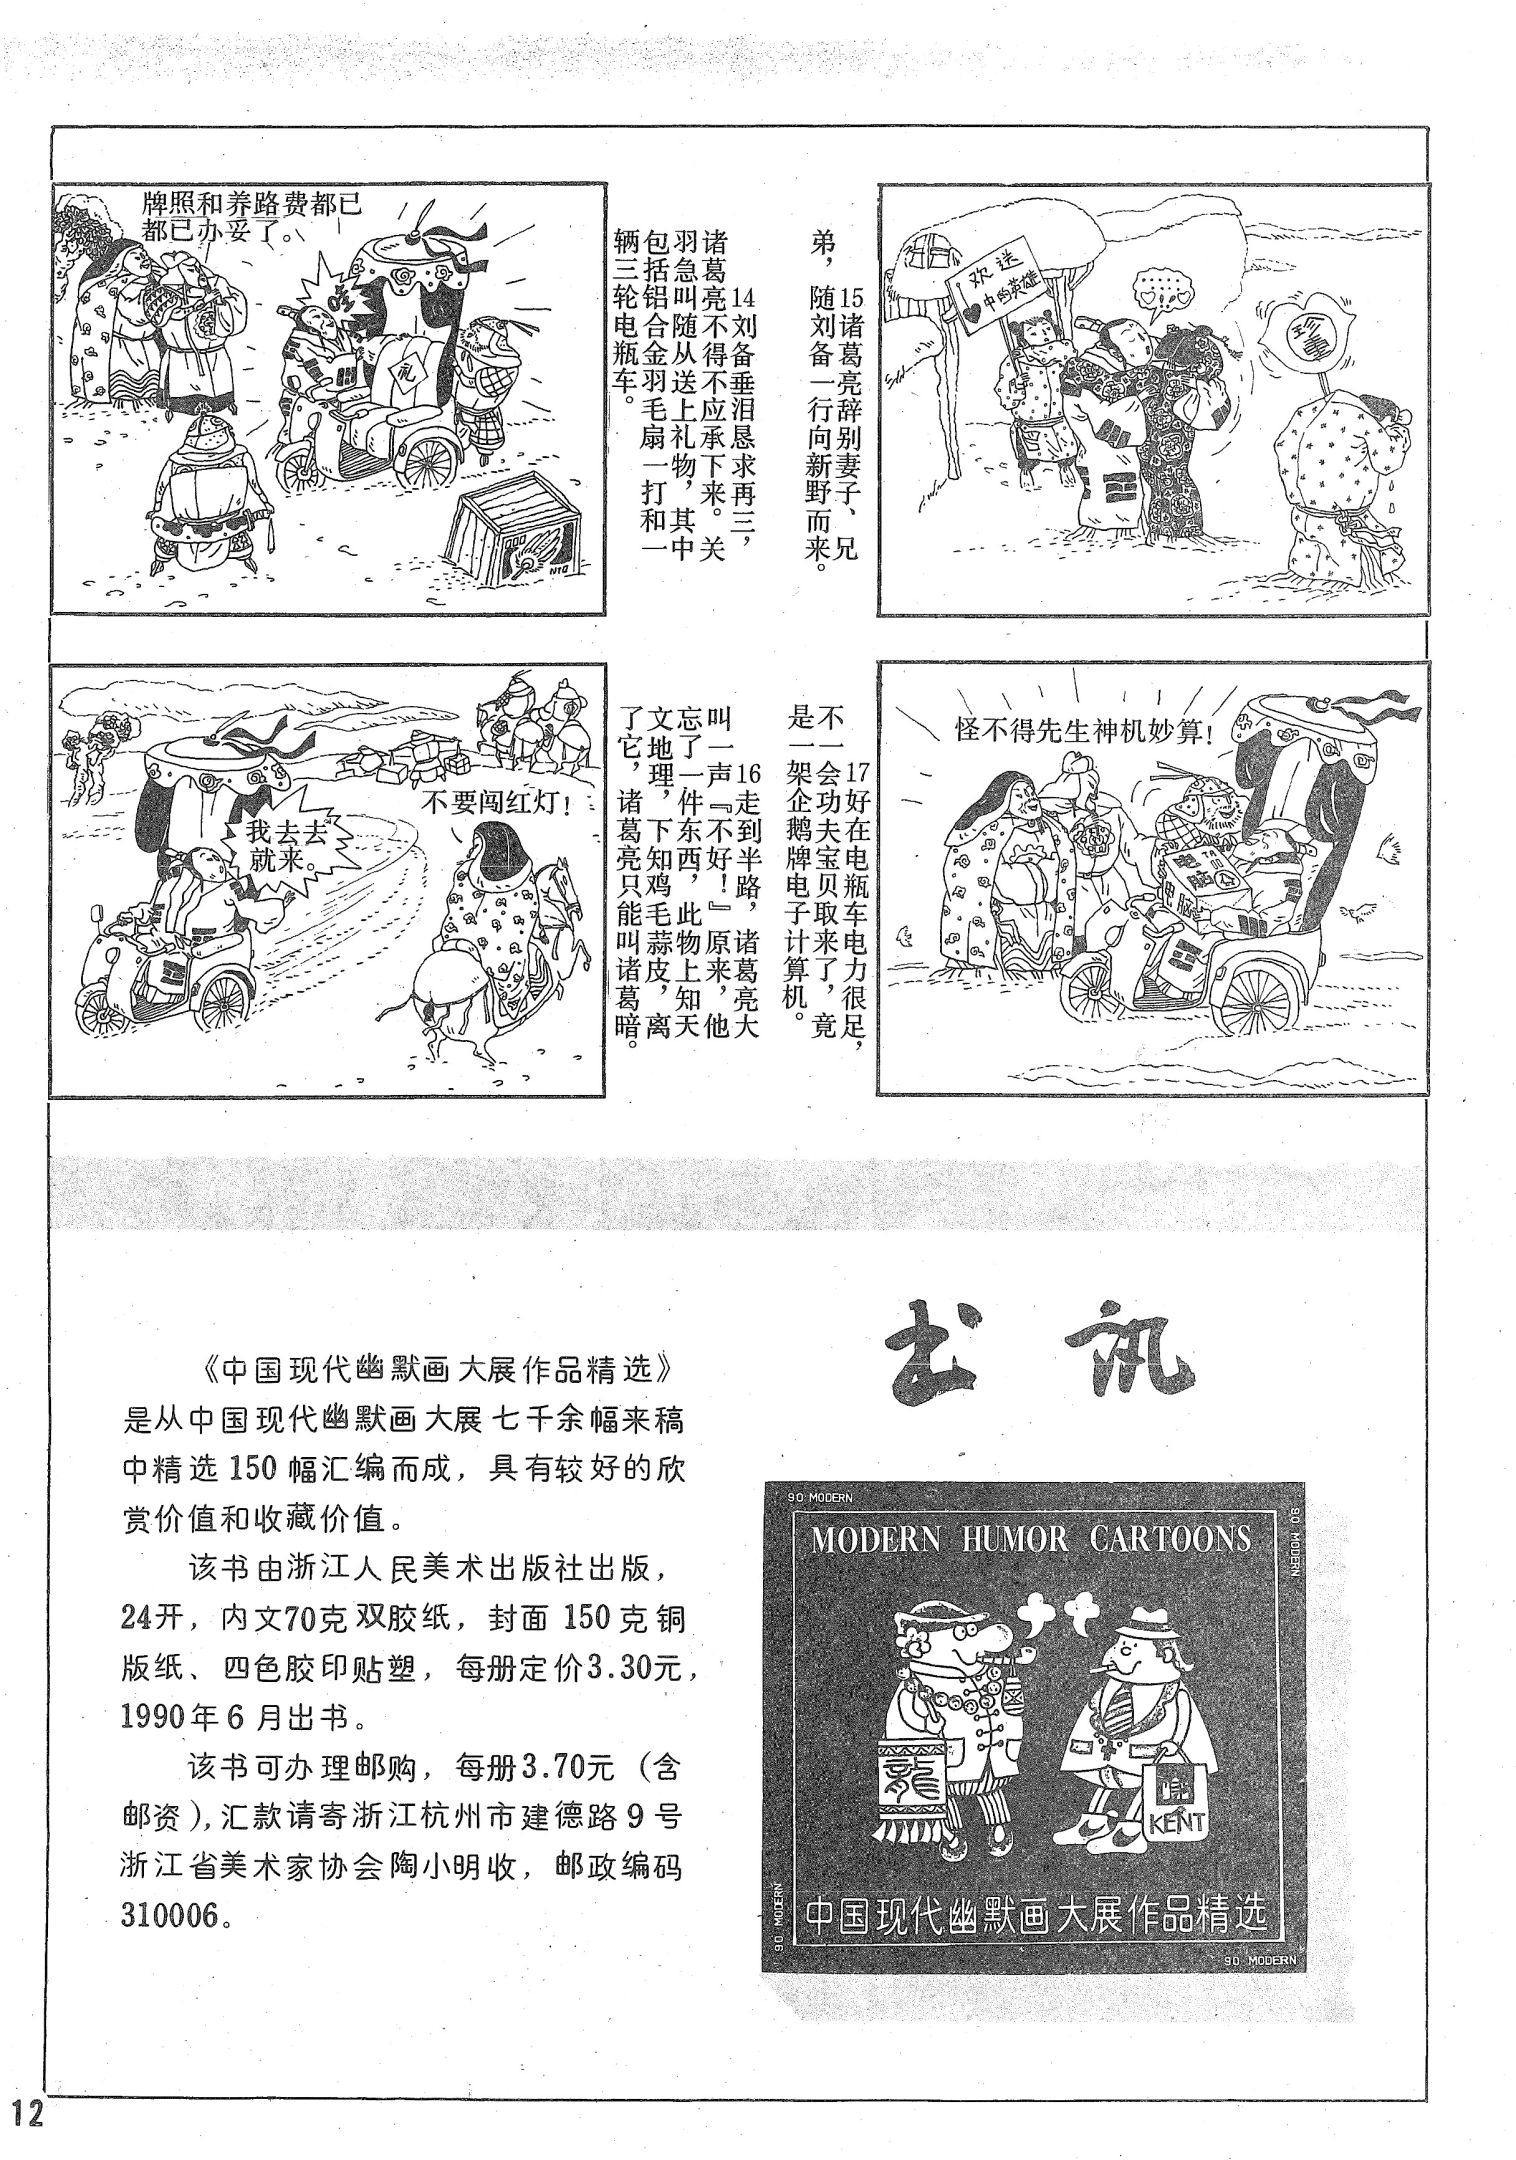 牌照和养路费都已
都已办妥了。
哇
礼
NTD
14刘备垂泪恳求再三，
诸葛亮不得不应承下来。关
羽急叫随从送上礼物，其中
包括铝合金羽毛扇一打和一
辆三轮电瓶车。
15诸葛亮辞别妻子、兄
弟，随刘备一行向新野而来。
欢送
中的英雄
珍重
我去去
就来。
不要闯红灯！
16走到半路，诸葛亮大
叫一声『不好！』原来，他
忘了一件东西，此物上知天
文地理，下知鸡毛蒜皮，离
了它，诸葛亮只能叫诸葛暗。
17好在电瓶车电力很足，
不一会功夫宝贝取来了，竟
是一架企鹅牌电子计算机。
怪不得先生神机妙算！
电脑
电脑
书讯
《中国现代幽默画大展作品精选》
是从中国现代幽默画大展七千余幅来稿
中精选150幅汇编而成，具有较好的欣
赏价值和收藏价值。
该书由浙江人民美术出版社出版，
24开，内文70克双胶纸，封面150克铜
版纸、四色胶印贴塑，每册定价3.30元，
1990年6月出书。
该书可办理邮购，每册3.70元（含
邮资），汇款请寄浙江杭州市建德路9号
浙江省美术家协会陶小明收，邮政编码
310006。
90 MODERN
90 MODERN
MODERN HUMOR CARTOONS
龍
KENT
中国现代幽默画大展作品精选
90 MODERN
90 MODERN
12